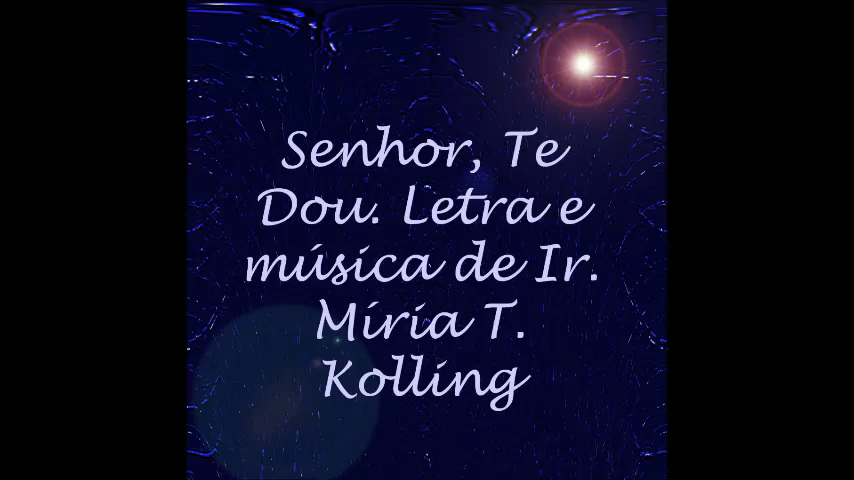 Senhor, Te
Dou. Letra e
música de Ir.
Míria T.
Kolling